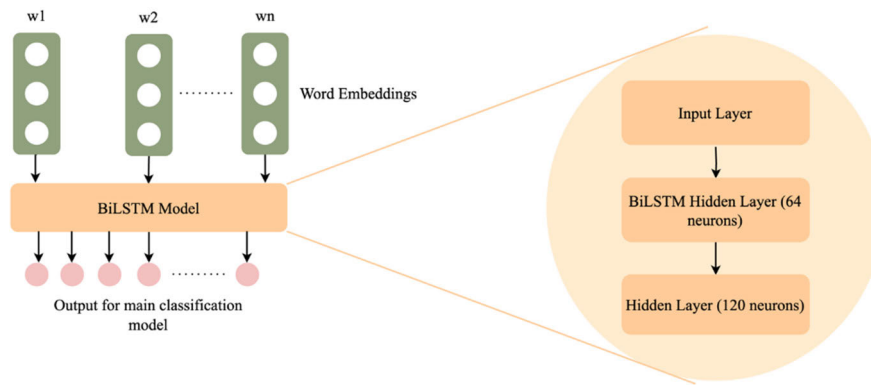 w1
w2
wn
Word Embeddings
BiLSTM Model
Output for main classification
model
Input Layer
BiLSTM Hidden Layer (64
neurons)
Hidden Layer (120 neurons)